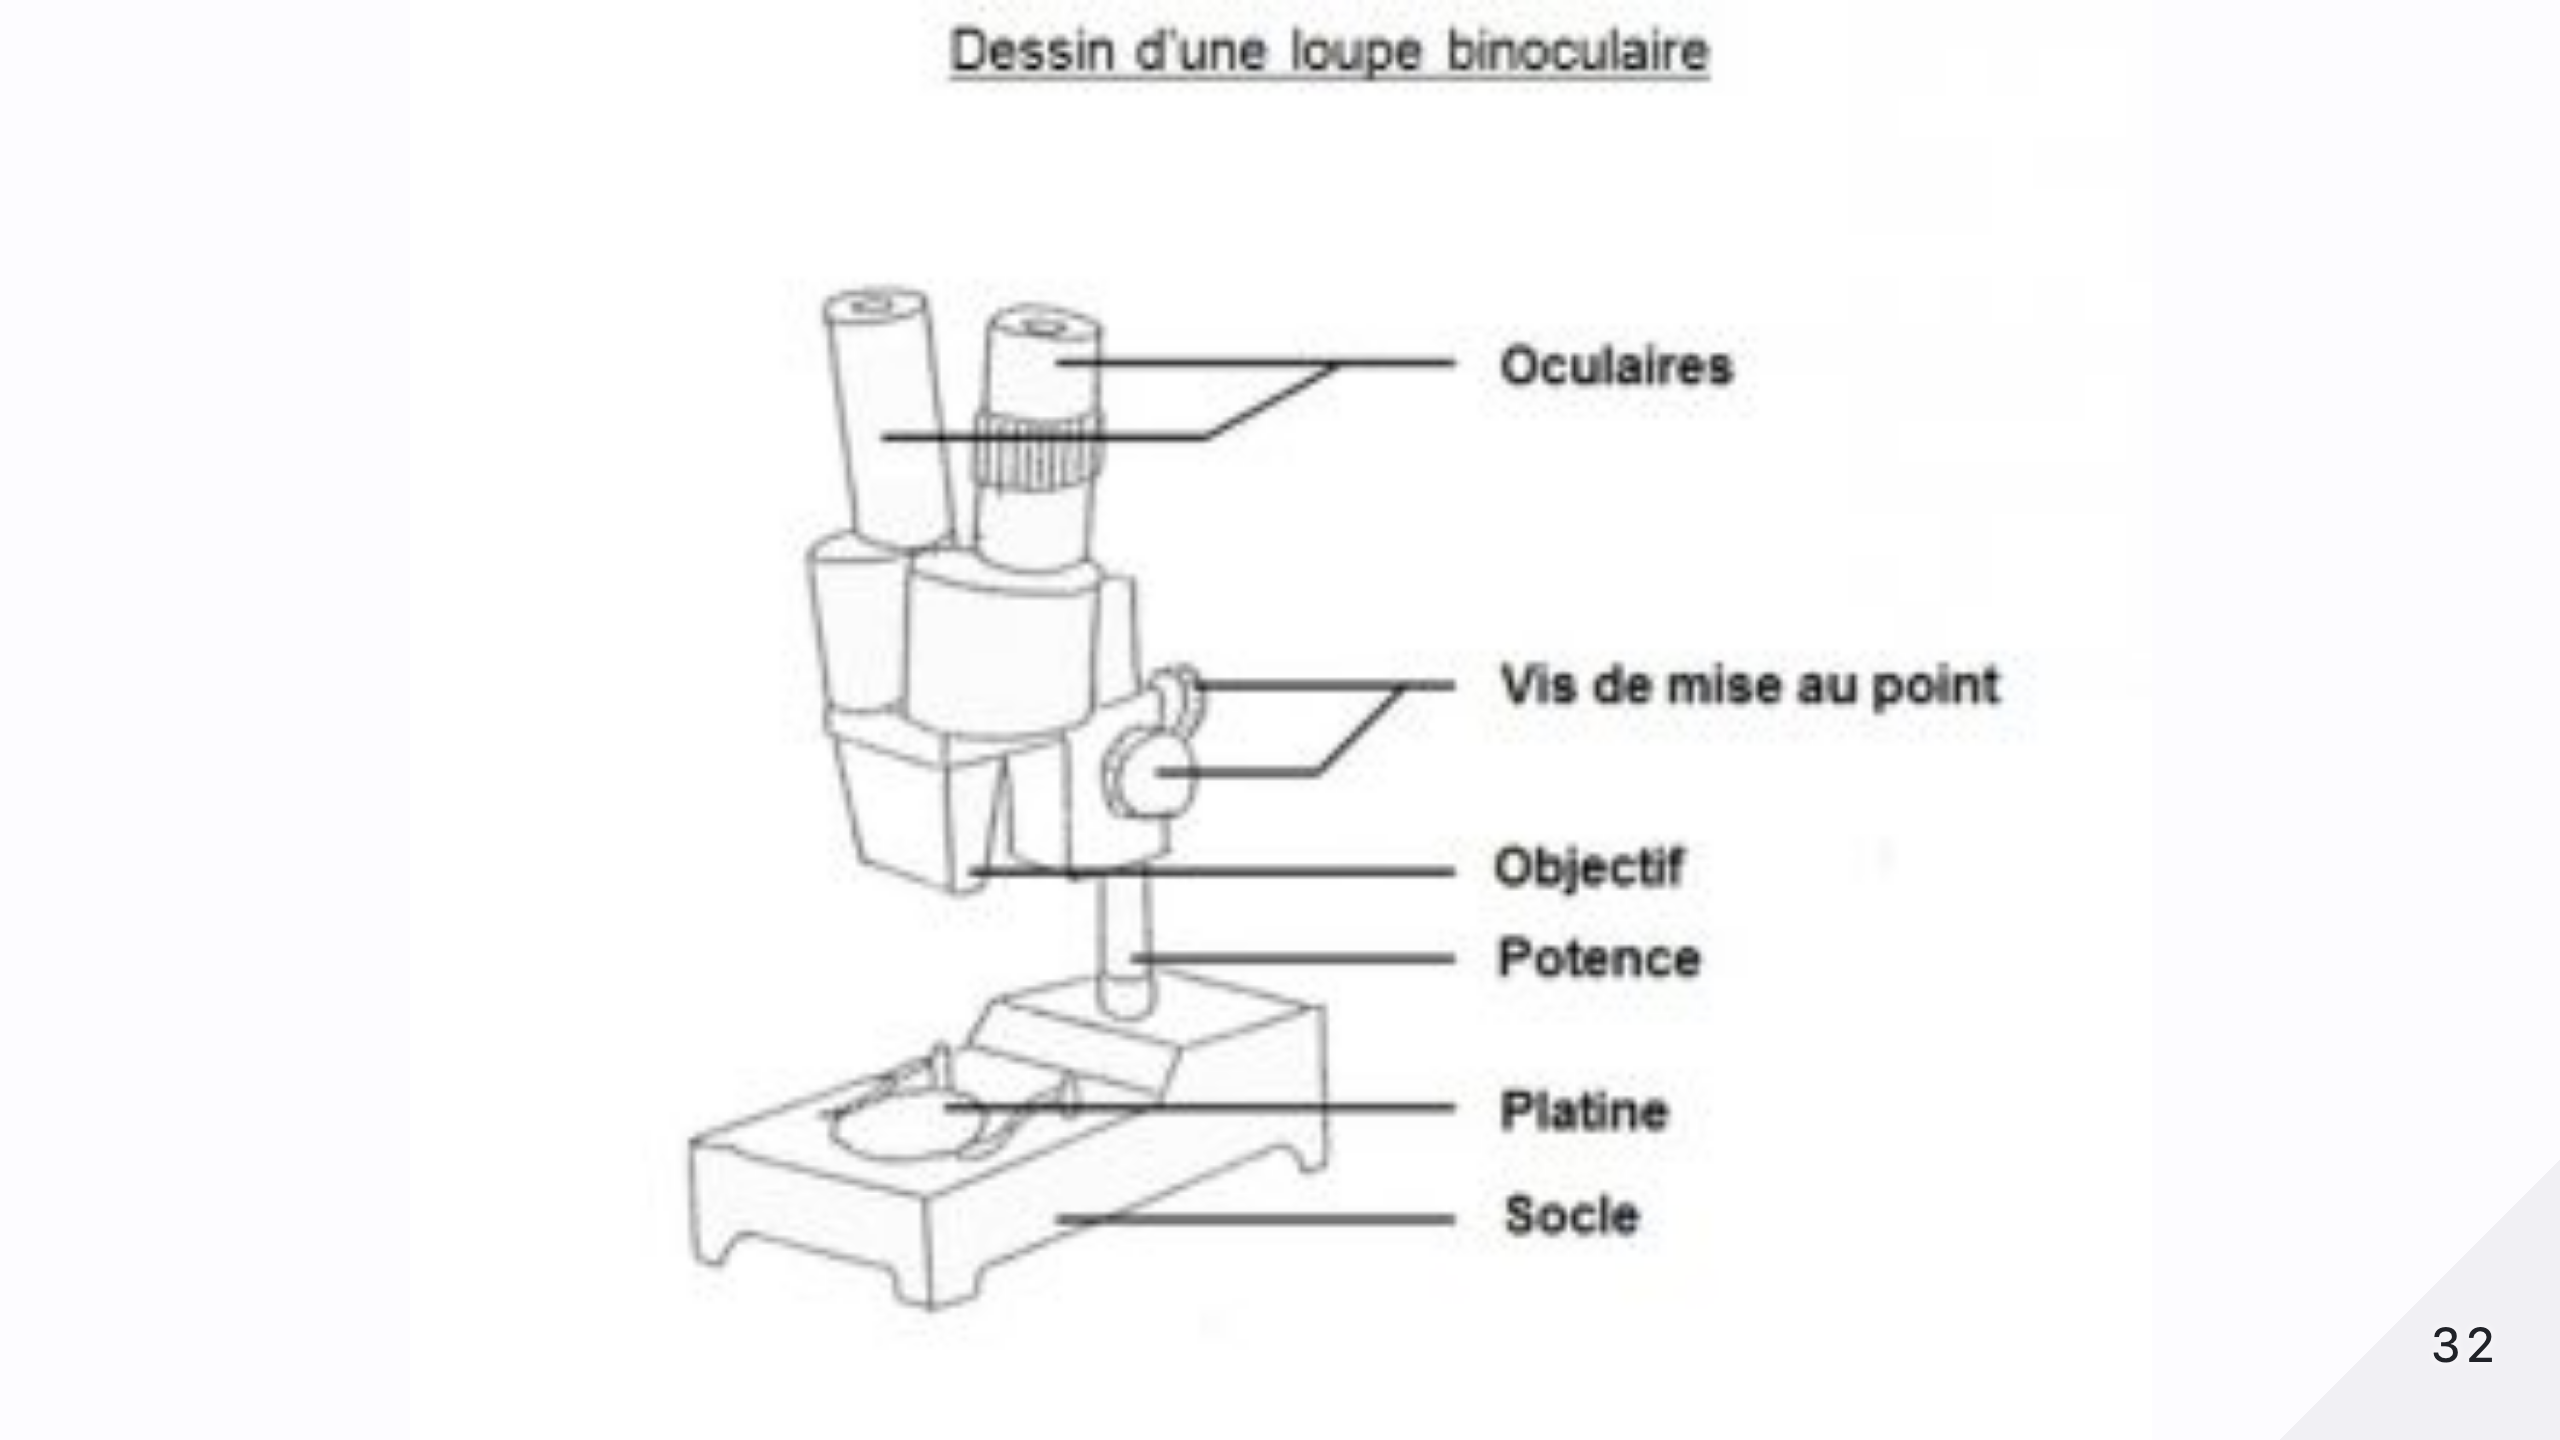 Dessin d'une loupe binoculaire
Oculaires
Vis de mise au point
Objectif
Potence
Platine
Socle
32